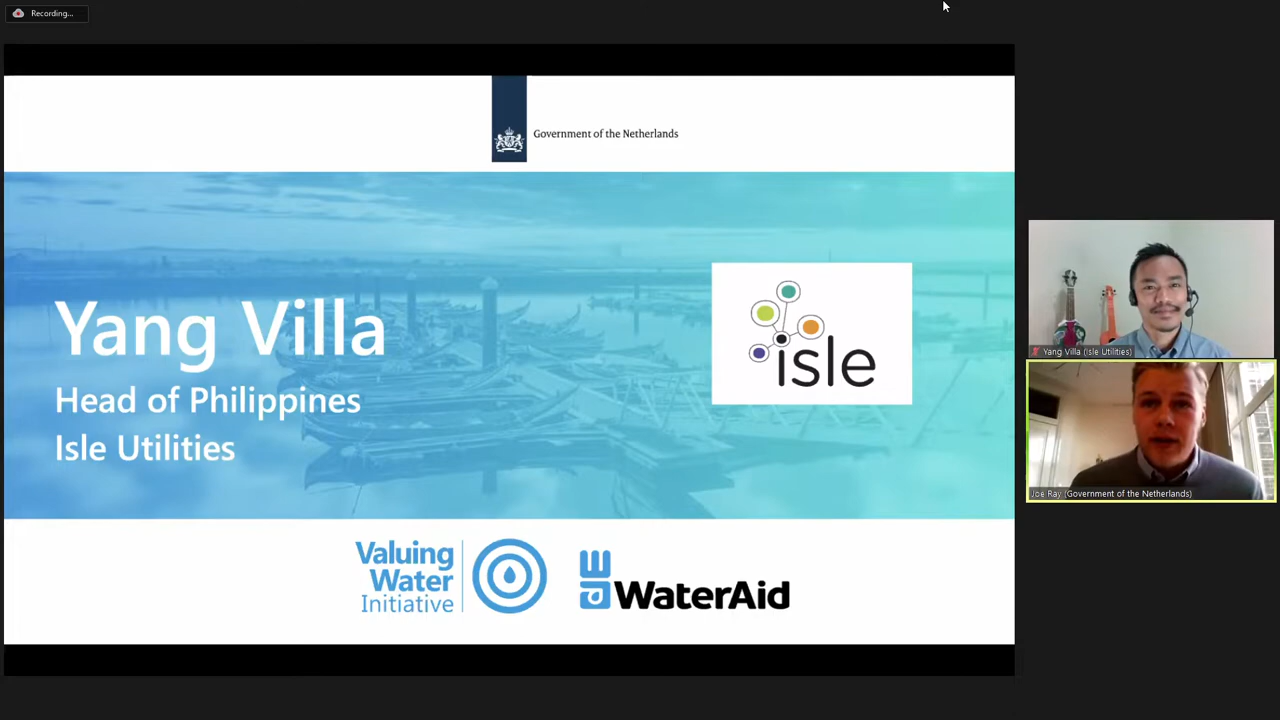 Recording...
Government of the Netherlands
Yang Villa
Head of Philippines
Isle Utilities
isle
Valuing
Water
Initiative
WaterAid
Yang Villa (Isle Utilities)
Joe Ray (Government of the Netherlands)